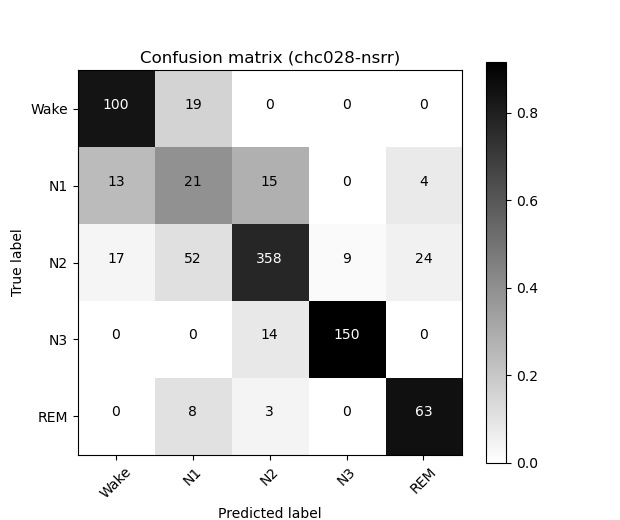 Confusion matrix (chc028-nsrr)
True label
Wake 100 19 0 0 0
N1 13 21 15 0 4
N2 17 52 358 9 24
N3 0 0 14 150 0
REM 0 8 3 0 63
Wake N1 N2 N3 REM
Predicted label
0.8
0.6
0.4
0.2
0.0